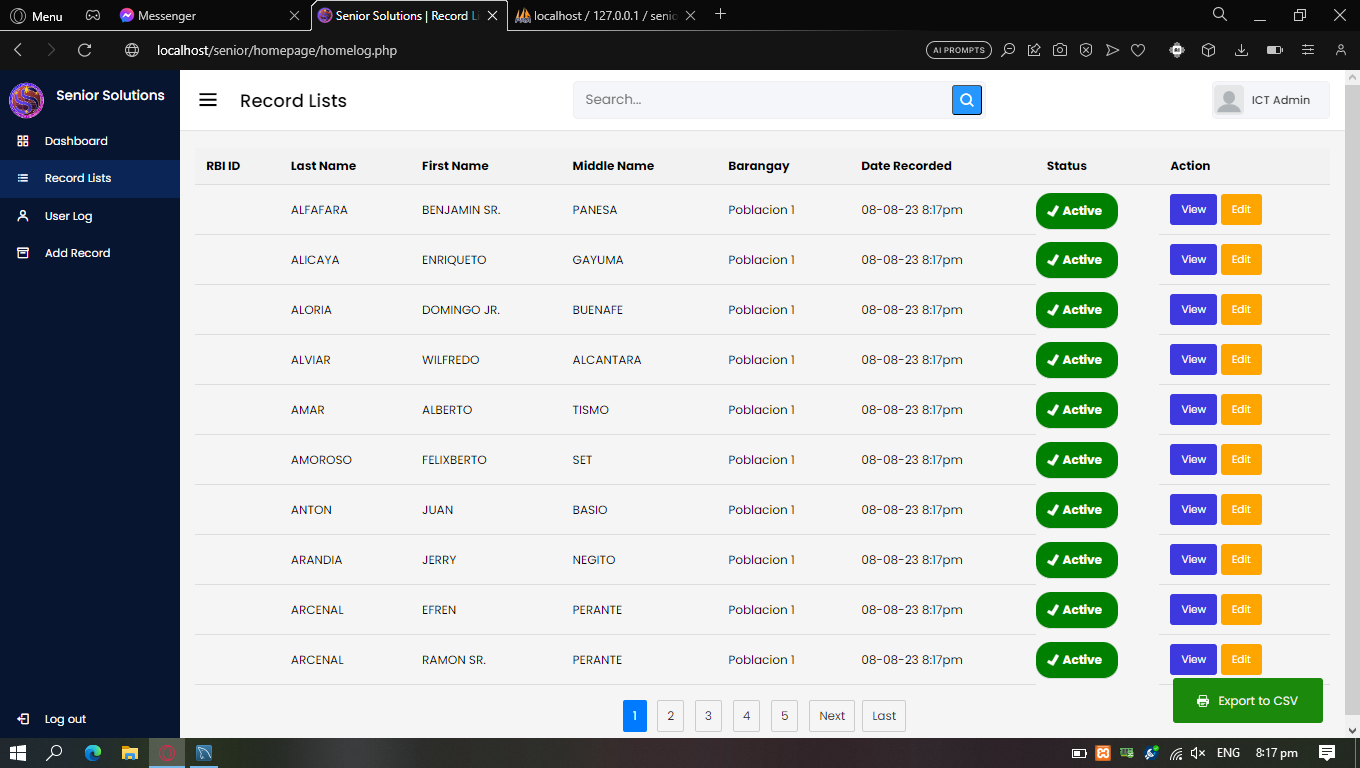 Menu
Messenger
Senior Solutions | Record Li
localhost / 127.0.0.1 / senio
localhost/senior/homepage/homelog.php
AI PROMPTS
Senior Solutions
Dashboard
Record Lists
User Log
Add Record
Log out
Record Lists
Search...
ICT Admin
RBI ID Last Name First Name Middle Name Barangay Date Recorded Status Action
ALFAFARA BENJAMIN SR. PANESA Poblacion 1 08-08-23 8:17pm Active View Edit
ALICAYA ENRIQUETO GAYUMA Poblacion 1 08-08-23 8:17pm Active View Edit
ALORIA DOMINGO JR. BUENAFE Poblacion 1 08-08-23 8:17pm Active View Edit
ALVIAR WILFREDO ALCANTARA Poblacion 1 08-08-23 8:17pm Active View Edit
AMAR ALBERTO TISMO Poblacion 1 08-08-23 8:17pm Active View Edit
AMOROSO FELIXBERTO SET Poblacion 1 08-08-23 8:17pm Active View Edit
ANTON JUAN BASIO Poblacion 1 08-08-23 8:17pm Active View Edit
ARANDIA JERRY NEGITO Poblacion 1 08-08-23 8:17pm Active View Edit
ARCENAL EFREN PERANTE Poblacion 1 08-08-23 8:17pm Active View Edit
ARCENAL RAMON SR. PERANTE Poblacion 1 08-08-23 8:17pm Active View Edit
1 2 3 4 5 Next Last
Export to CSV
ENG 8:17 pm